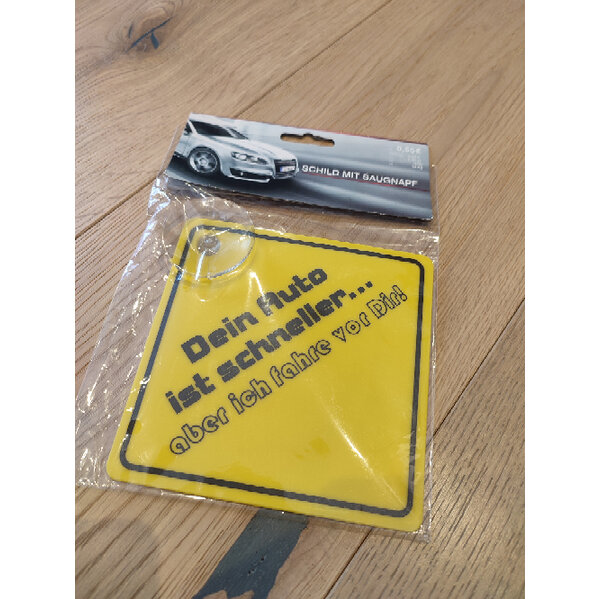 SCHILD MIT SAUGNAPF
Dein Auto
ist schneller...
aber ich fahre vor Dir!